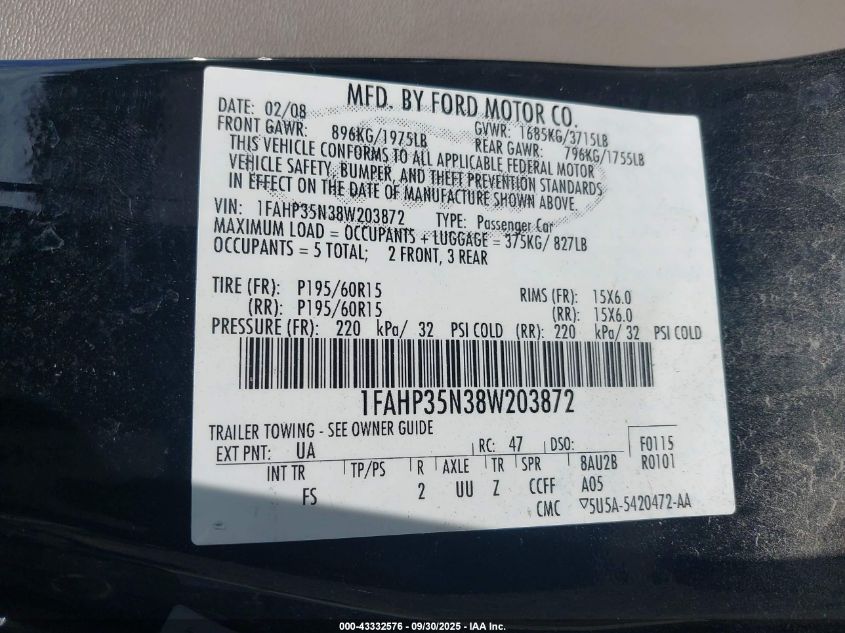 MFD. BY FORD MOTOR CO.
DATE: 02/08 GVWR: 1685KG/3715LB
FRONT GAWR: 896KG/1975LB REAR GAWR: 796KG/1755LB
THIS VEHICLE CONFORMS TO ALL APPLICABLE FEDERAL MOTOR
VEHICLE SAFETY, BUMPER, AND THEFT PREVENTION STANDARDS
IN EFFECT ON THE DATE OF MANUFACTURE SHOWN ABOVE.
VIN: 1FAHP35N38W203872 TYPE: Passenger Car
MAXIMUM LOAD = OCCUPANTS + LUGGAGE = 375KG/ 827LB
OCCUPANTS = 5 TOTAL; 2 FRONT, 3 REAR
TIRE (FR): P195/60R15 RIMS (FR): 15X6.0
(RR): P195/60R15 (RR): 15X6.0
PRESSURE (FR): 220 kPa/ 32 PSI COLD (RR): 220 kPa/ 32 PSI COLD
1FAHP35N38W203872
TRAILER TOWING - SEE OWNER GUIDE
EXT PNT: UA RC: 47 DSO: F0115
INT TR TP/PS R AXLE TR SPR 8AU2B R0101
FS 2 UU Z CCFF A05
CMC ▽5U5A-5420472-AA
000-43332576 - 09/30/2025 - IAA Inc.